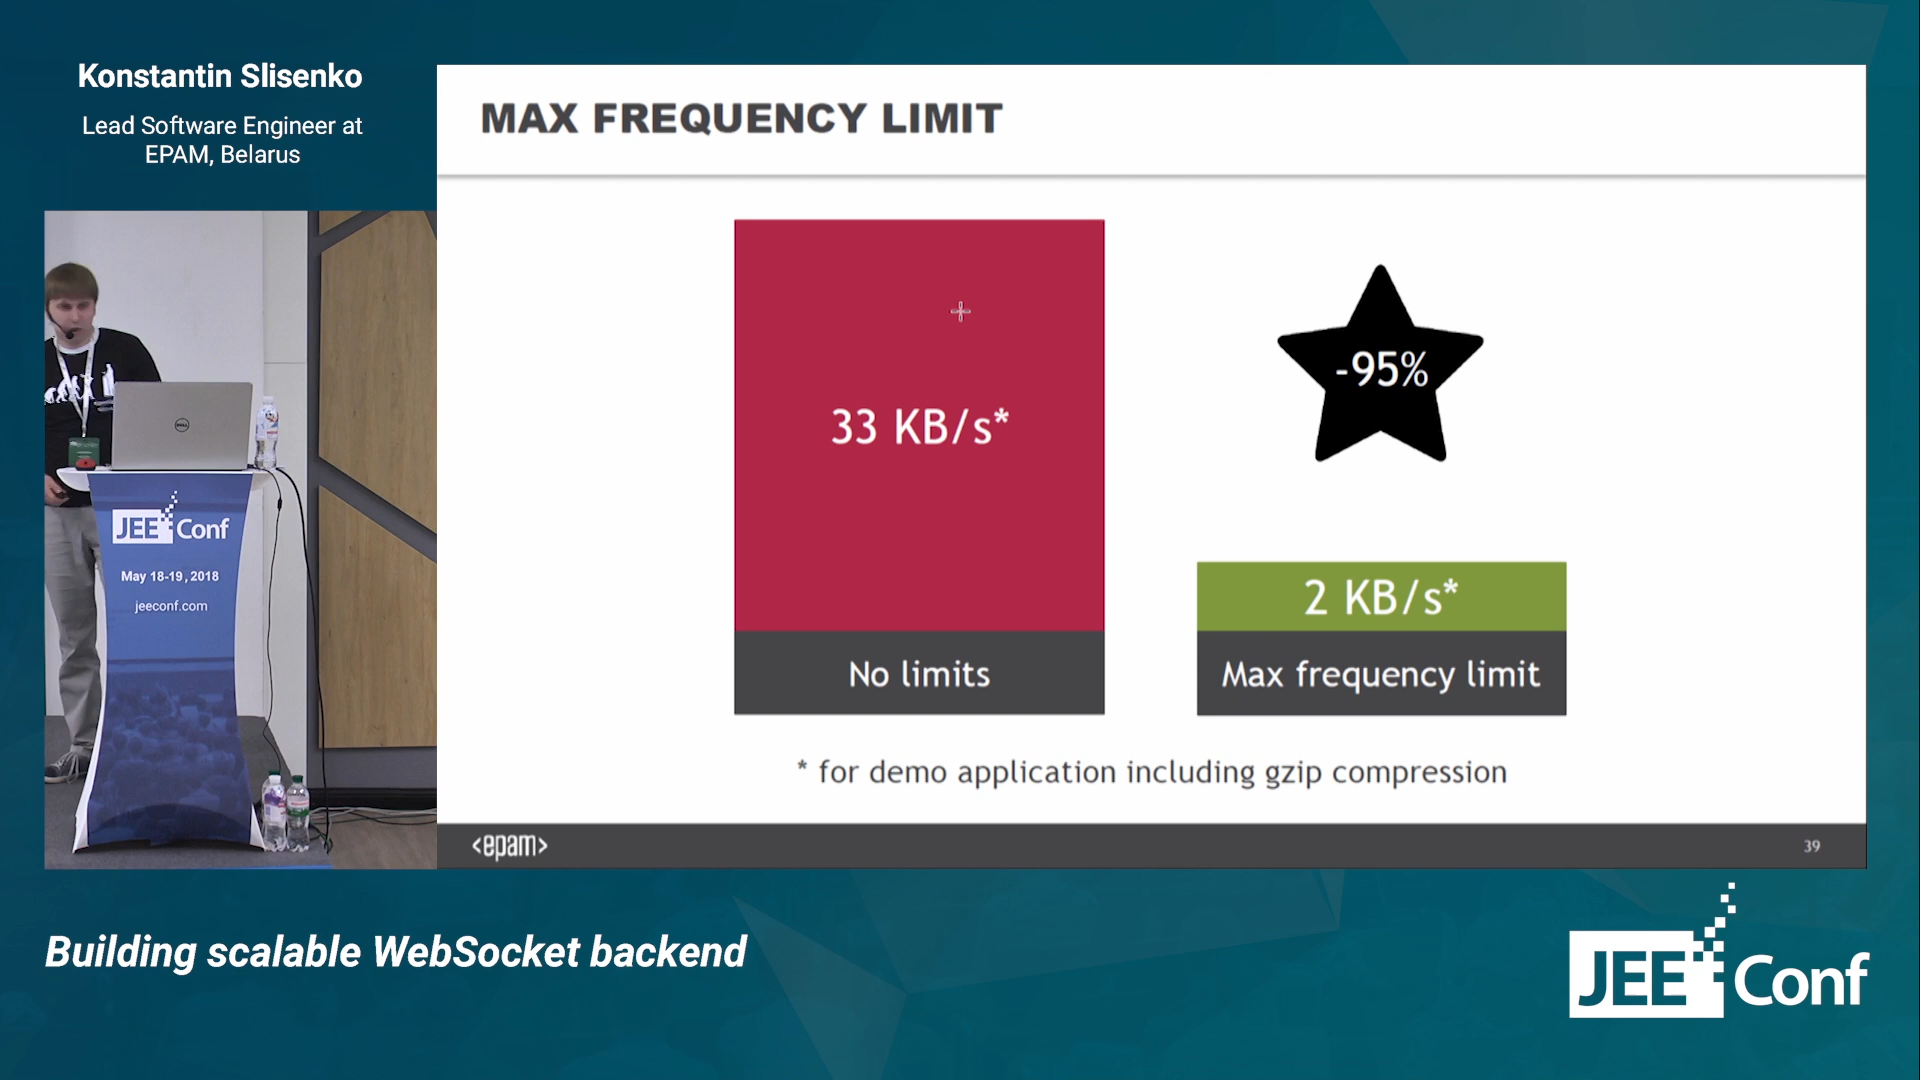 Konstantin Slisenko
Lead Software Engineer at
EPAM, Belarus
MAX FREQUENCY LIMIT
33 KB/s*
-95%
2 KB/s*
No limits
Max frequency limit
* for demo application including gzip compression
<epam>
39
DELL
JEE Conf
May 18-19, 2018
jeeconf.com
Building scalable WebSocket backend
JEE Conf